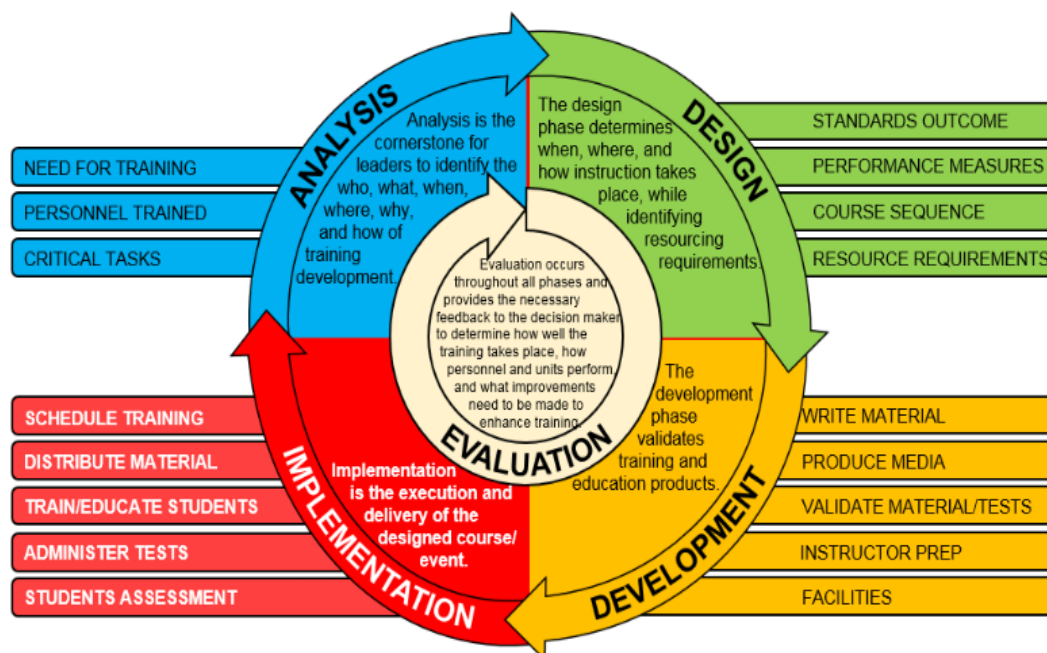 ANALYSIS
Analysis is the
cornerstone for
leaders to identify the
who, what, when,
where, why,
and how of
training
development.
NEED FOR TRAINING
PERSONNEL TRAINED
CRITICAL TASKS
DESIGN
The design
phase determines
when, where, and
how instruction takes
place, while
identifying
resourcing
requirements.
STANDARDS OUTCOME
PERFORMANCE MEASURES
COURSE SEQUENCE
RESOURCE REQUIREMENTS
Evaluation occurs
throughout all phases and
provides the necessary
feedback to the decision maker
to determine how well the
training takes place, how
personnel and units perform
and what improvements
need to be made to
enhance training.
EVALUATION
The
development
phase
validates
training and
education products.
DEVELOPMENT
WRITE MATERIAL
PRODUCE MEDIA
VALIDATE MATERIAL/TESTS
INSTRUCTOR PREP
FACILITIES
Implementation
is the execution and
delivery of the
designed course/
event.
IMPLEMENTATION
SCHEDULE TRAINING
DISTRIBUTE MATERIAL
TRAIN/EDUCATE STUDENTS
ADMINISTER TESTS
STUDENTS ASSESSMENT